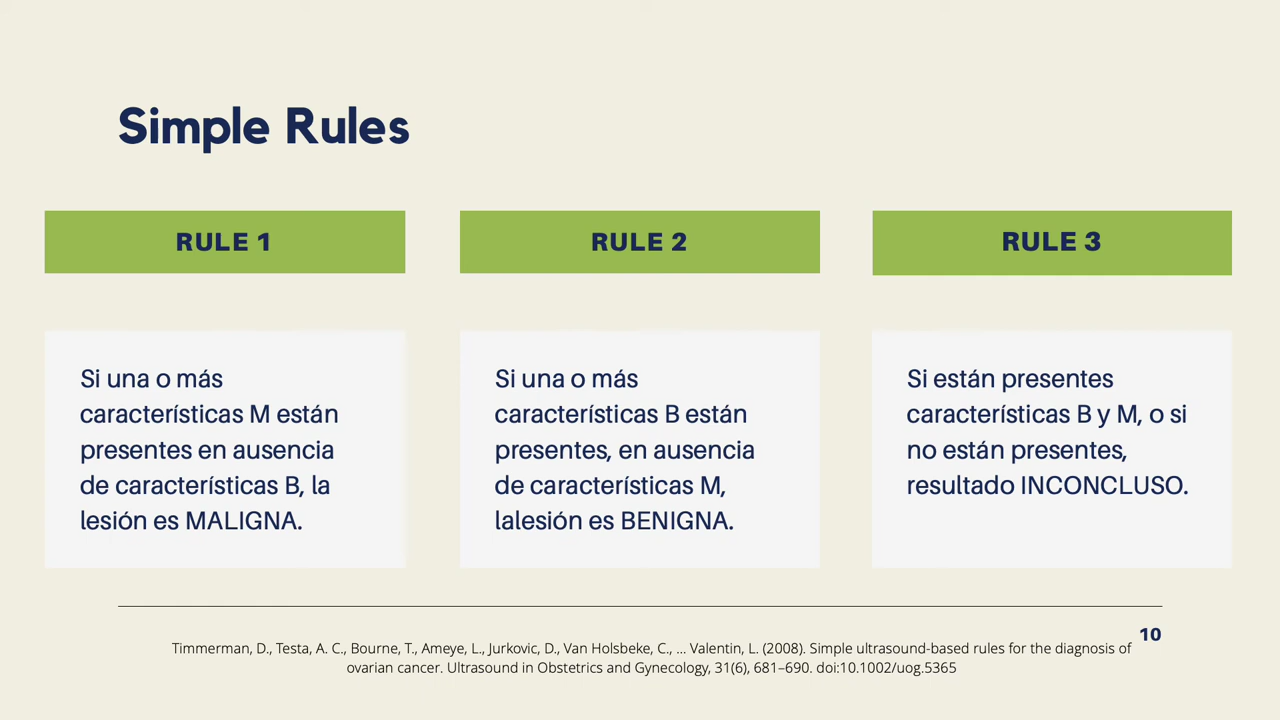 Simple Rules
RULE 1
Si una o más
características M están
presentes en ausencia
de características B, la
lesión es MALIGNA.
RULE 2
Si una o más
características B están
presentes, en ausencia
de características M,
lalesión es BENIGNA.
RULE 3
Si están presentes
características B y M, o si
no están presentes,
resultado INCONCLUSO.
10
Timmerman, D., Testa, A. C., Bourne, T., Ameye, L., Jurkovic, D., Van Holsbeke, C., … Valentin, L. (2008). Simple ultrasound-based rules for the diagnosis of
ovarian cancer. Ultrasound in Obstetrics and Gynecology, 31(6), 681–690. doi:10.1002/uog.5365